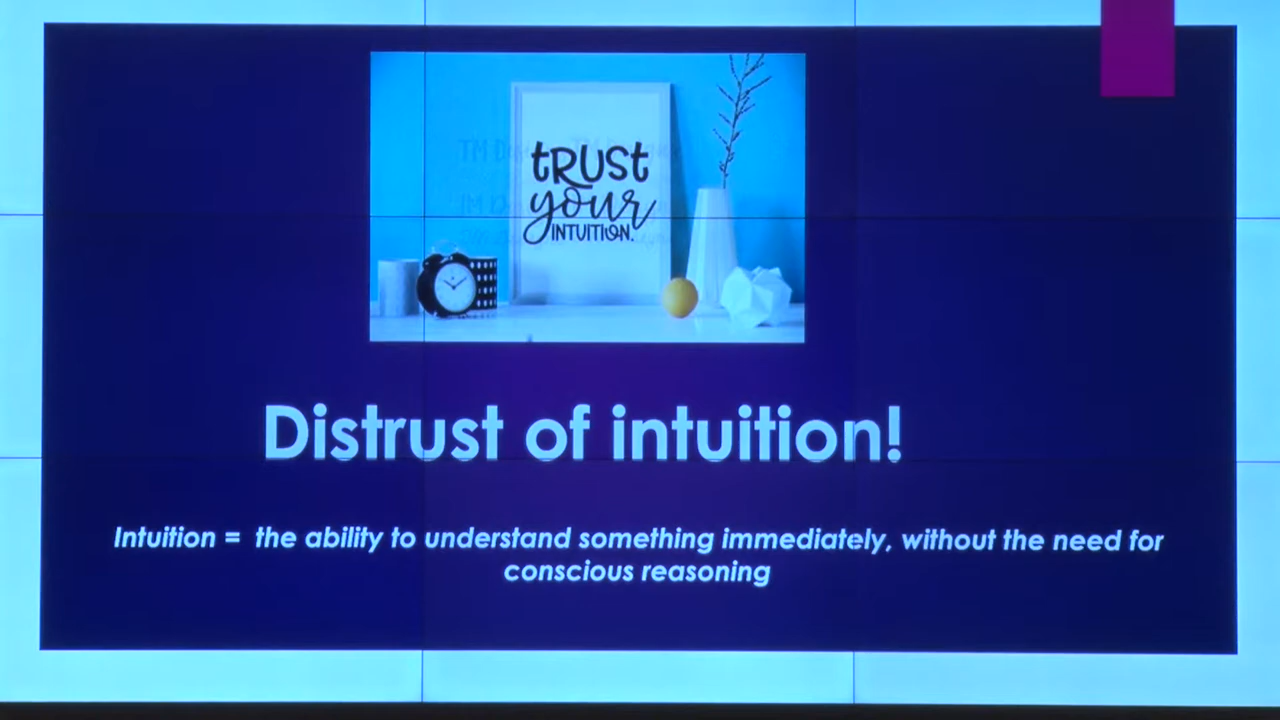 tRUSt
your
INTUITION.
Distrust of intuition!
Intuition = the ability to understand something immediately, without the need for
conscious reasoning